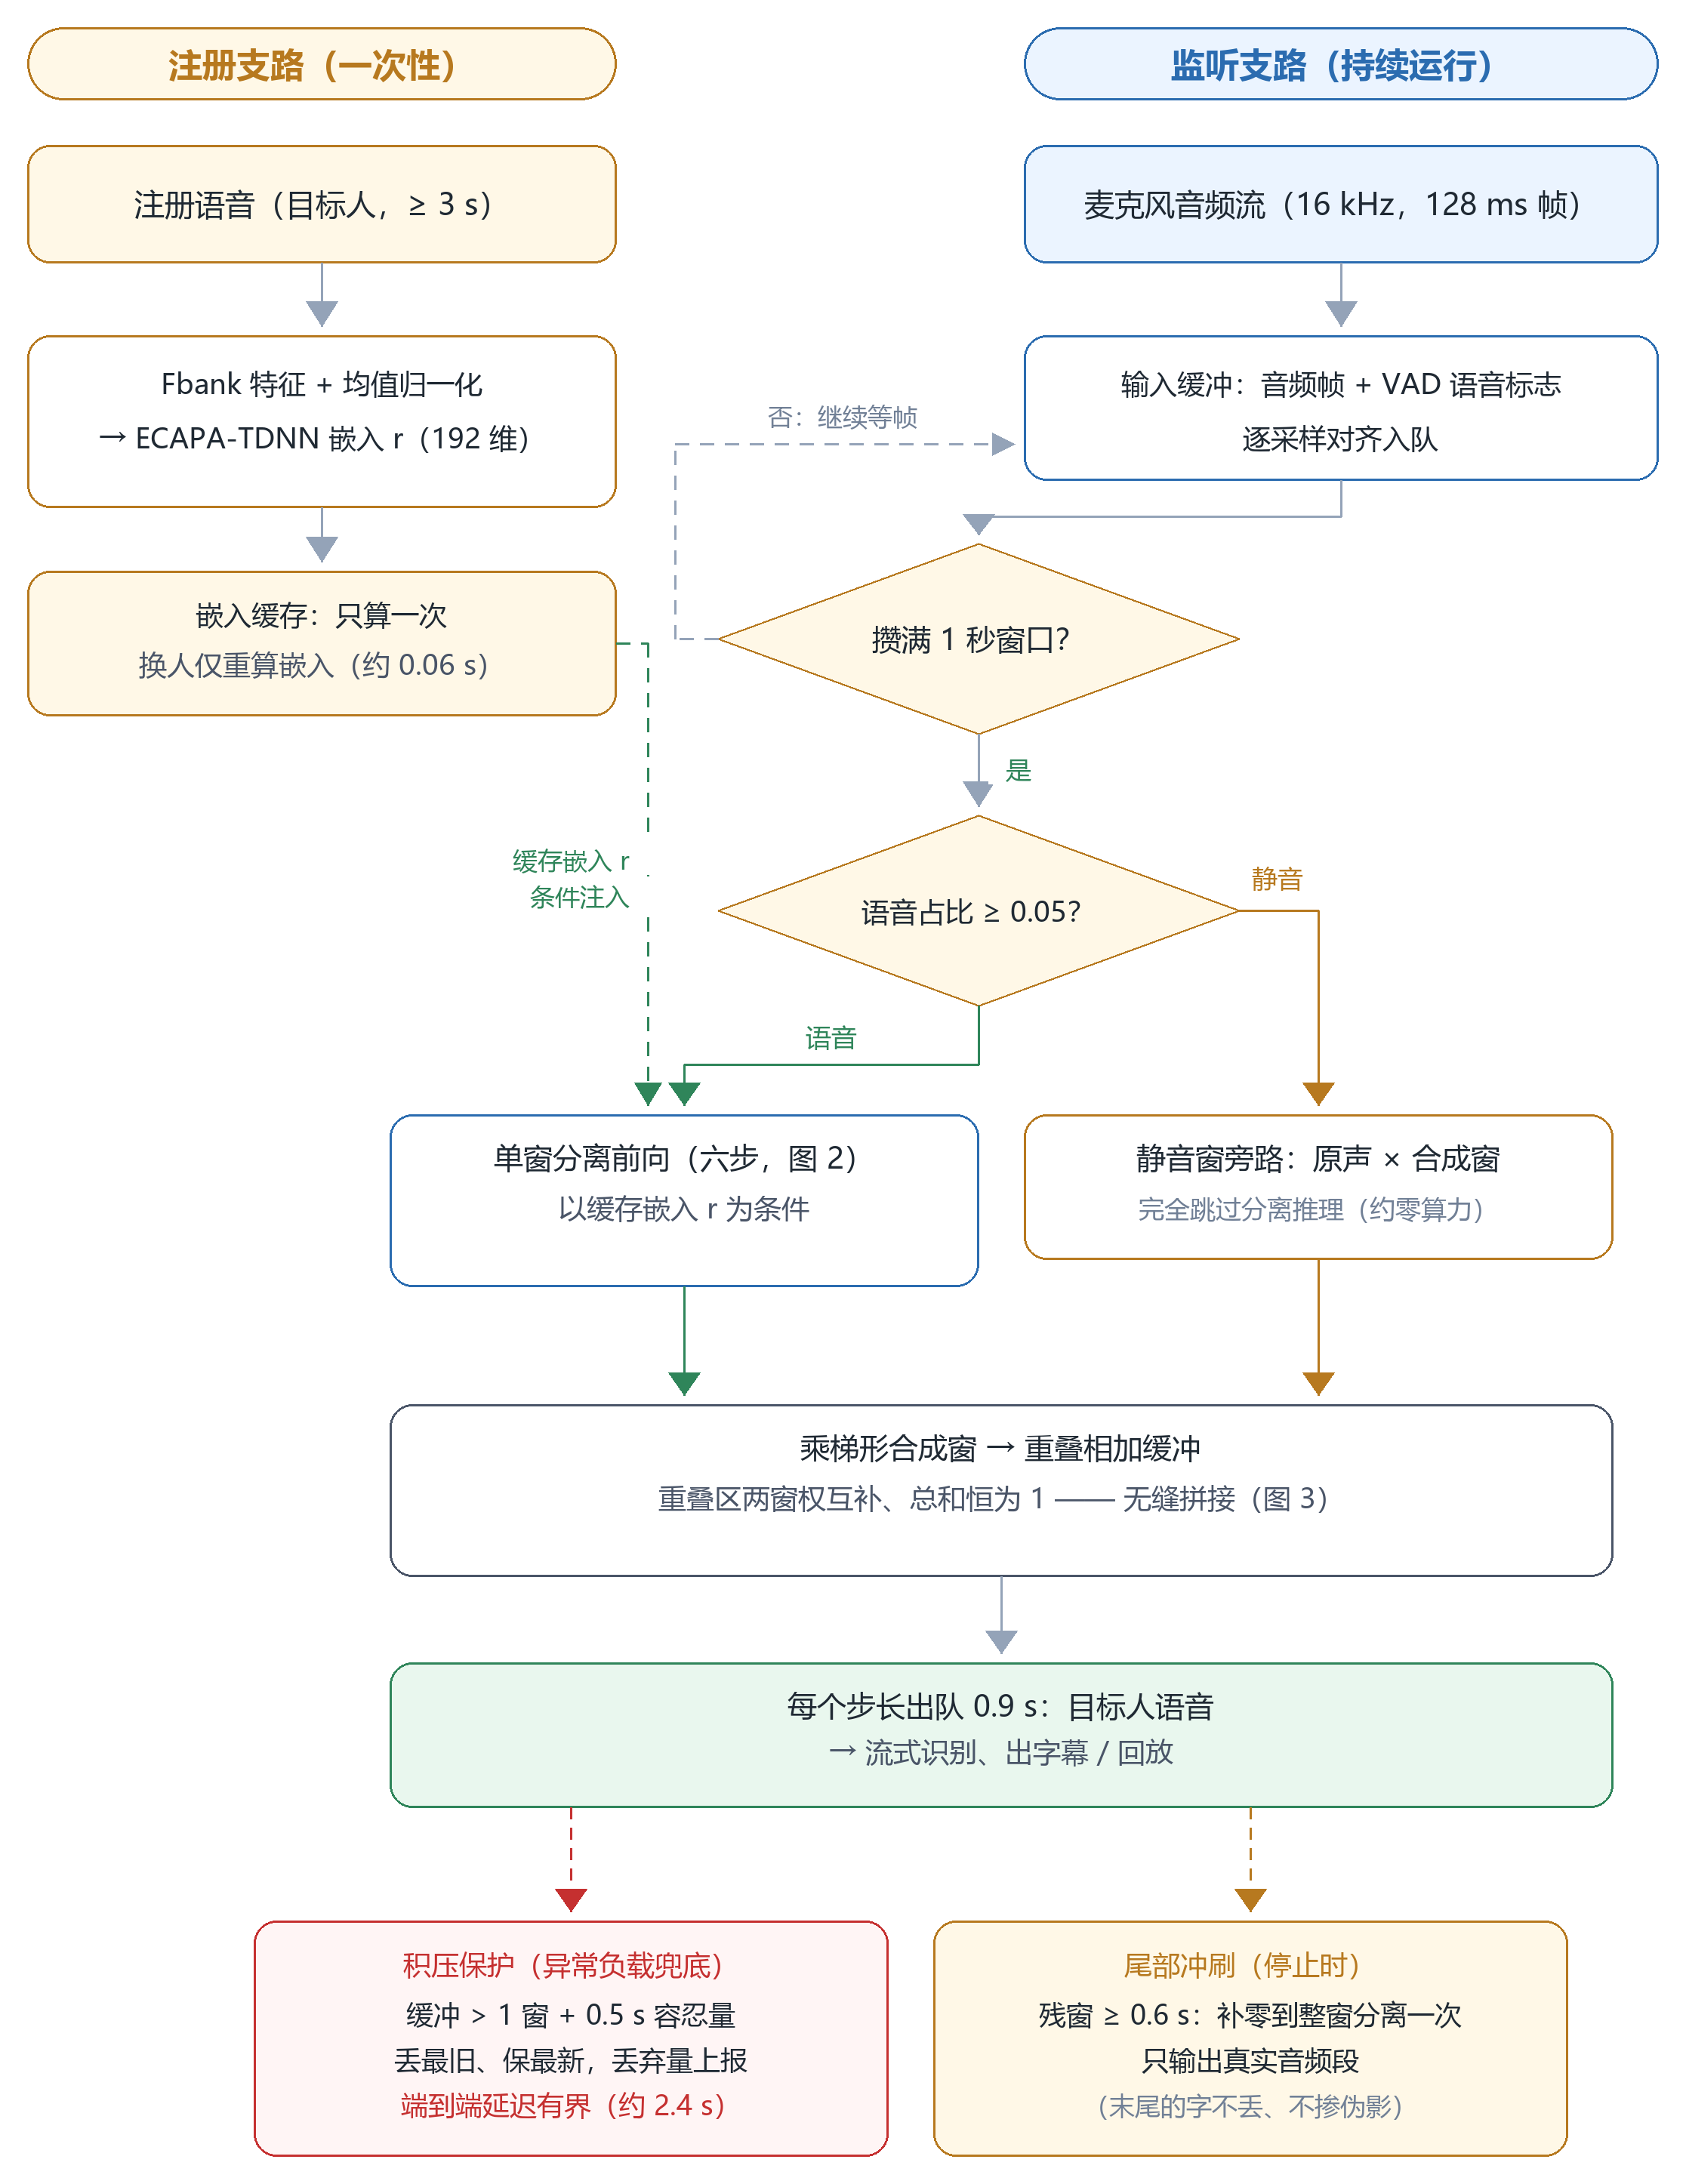 注册支路（一次性）
监听支路（持续运行）
注册语音（目标人，≥ 3 s）
麦克风音频流（16 kHz，128 ms 帧）
Fbank 特征 + 均值归一化
→ ECAPA-TDNN 嵌入 r（192 维）
输入缓冲：音频帧 + VAD 语音标志
逐采样对齐入队
否：继续等帧
嵌入缓存：只算一次
换人仅重算嵌入（约 0.06 s）
攒满 1 秒窗口？
是
缓存嵌入 r
条件注入
语音占比 ≥ 0.05？
静音
语音
单窗分离前向（六步，图 2）
以缓存嵌入 r 为条件
静音窗旁路：原声 × 合成窗
完全跳过分离推理（约零算力）
乘梯形合成窗 → 重叠相加缓冲
重叠区两窗权互补、总和恒为 1 —— 无缝拼接（图 3）
每个步长出队 0.9 s：目标人语音
→ 流式识别、出字幕 / 回放
积压保护（异常负载兜底）
缓冲 > 1 窗 + 0.5 s 容忍量
丢最旧、保最新，丢弃量上报
端到端延迟有界（约 2.4 s）
尾部冲刷（停止时）
残窗 ≥ 0.6 s：补零到整窗分离一次
只输出真实音频段
（末尾的字不丢、不掺伪影）